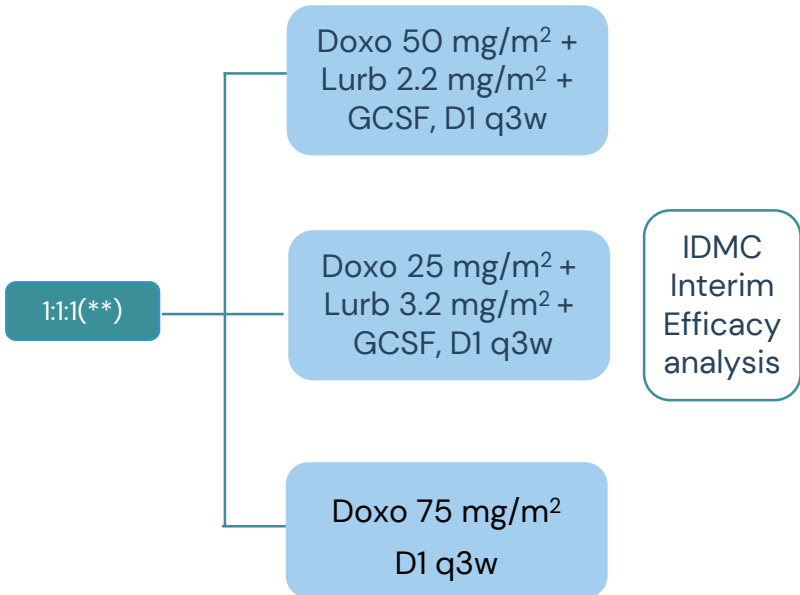 Doxo 50 mg/m² +
Lurb 2.2 mg/m² +
GCSF, D1 q3w
1:1:1(**)
Doxo 25 mg/m² +
Lurb 3.2 mg/m² +
GCSF, D1 q3w
IDMC
Interim
Efficacy
analysis
Doxo 75 mg/m²
D1 q3w